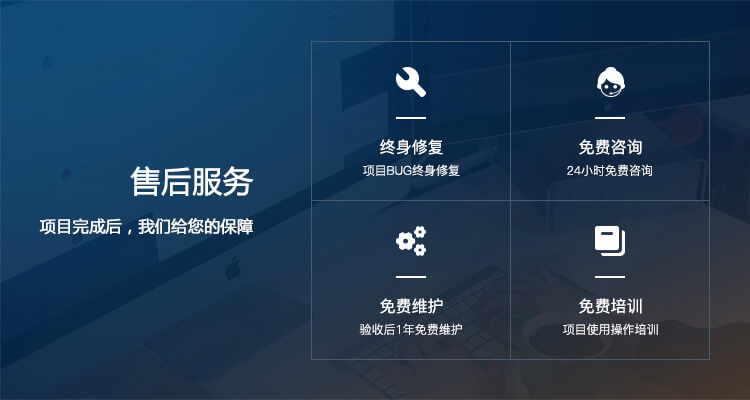 售后服务
项目完成后，我们给您的保障
终身修复
项目BUG终身修复
免费咨询
24小时免费咨询
免费维护
验收后1年免费维护
免费培训
项目使用操作培训